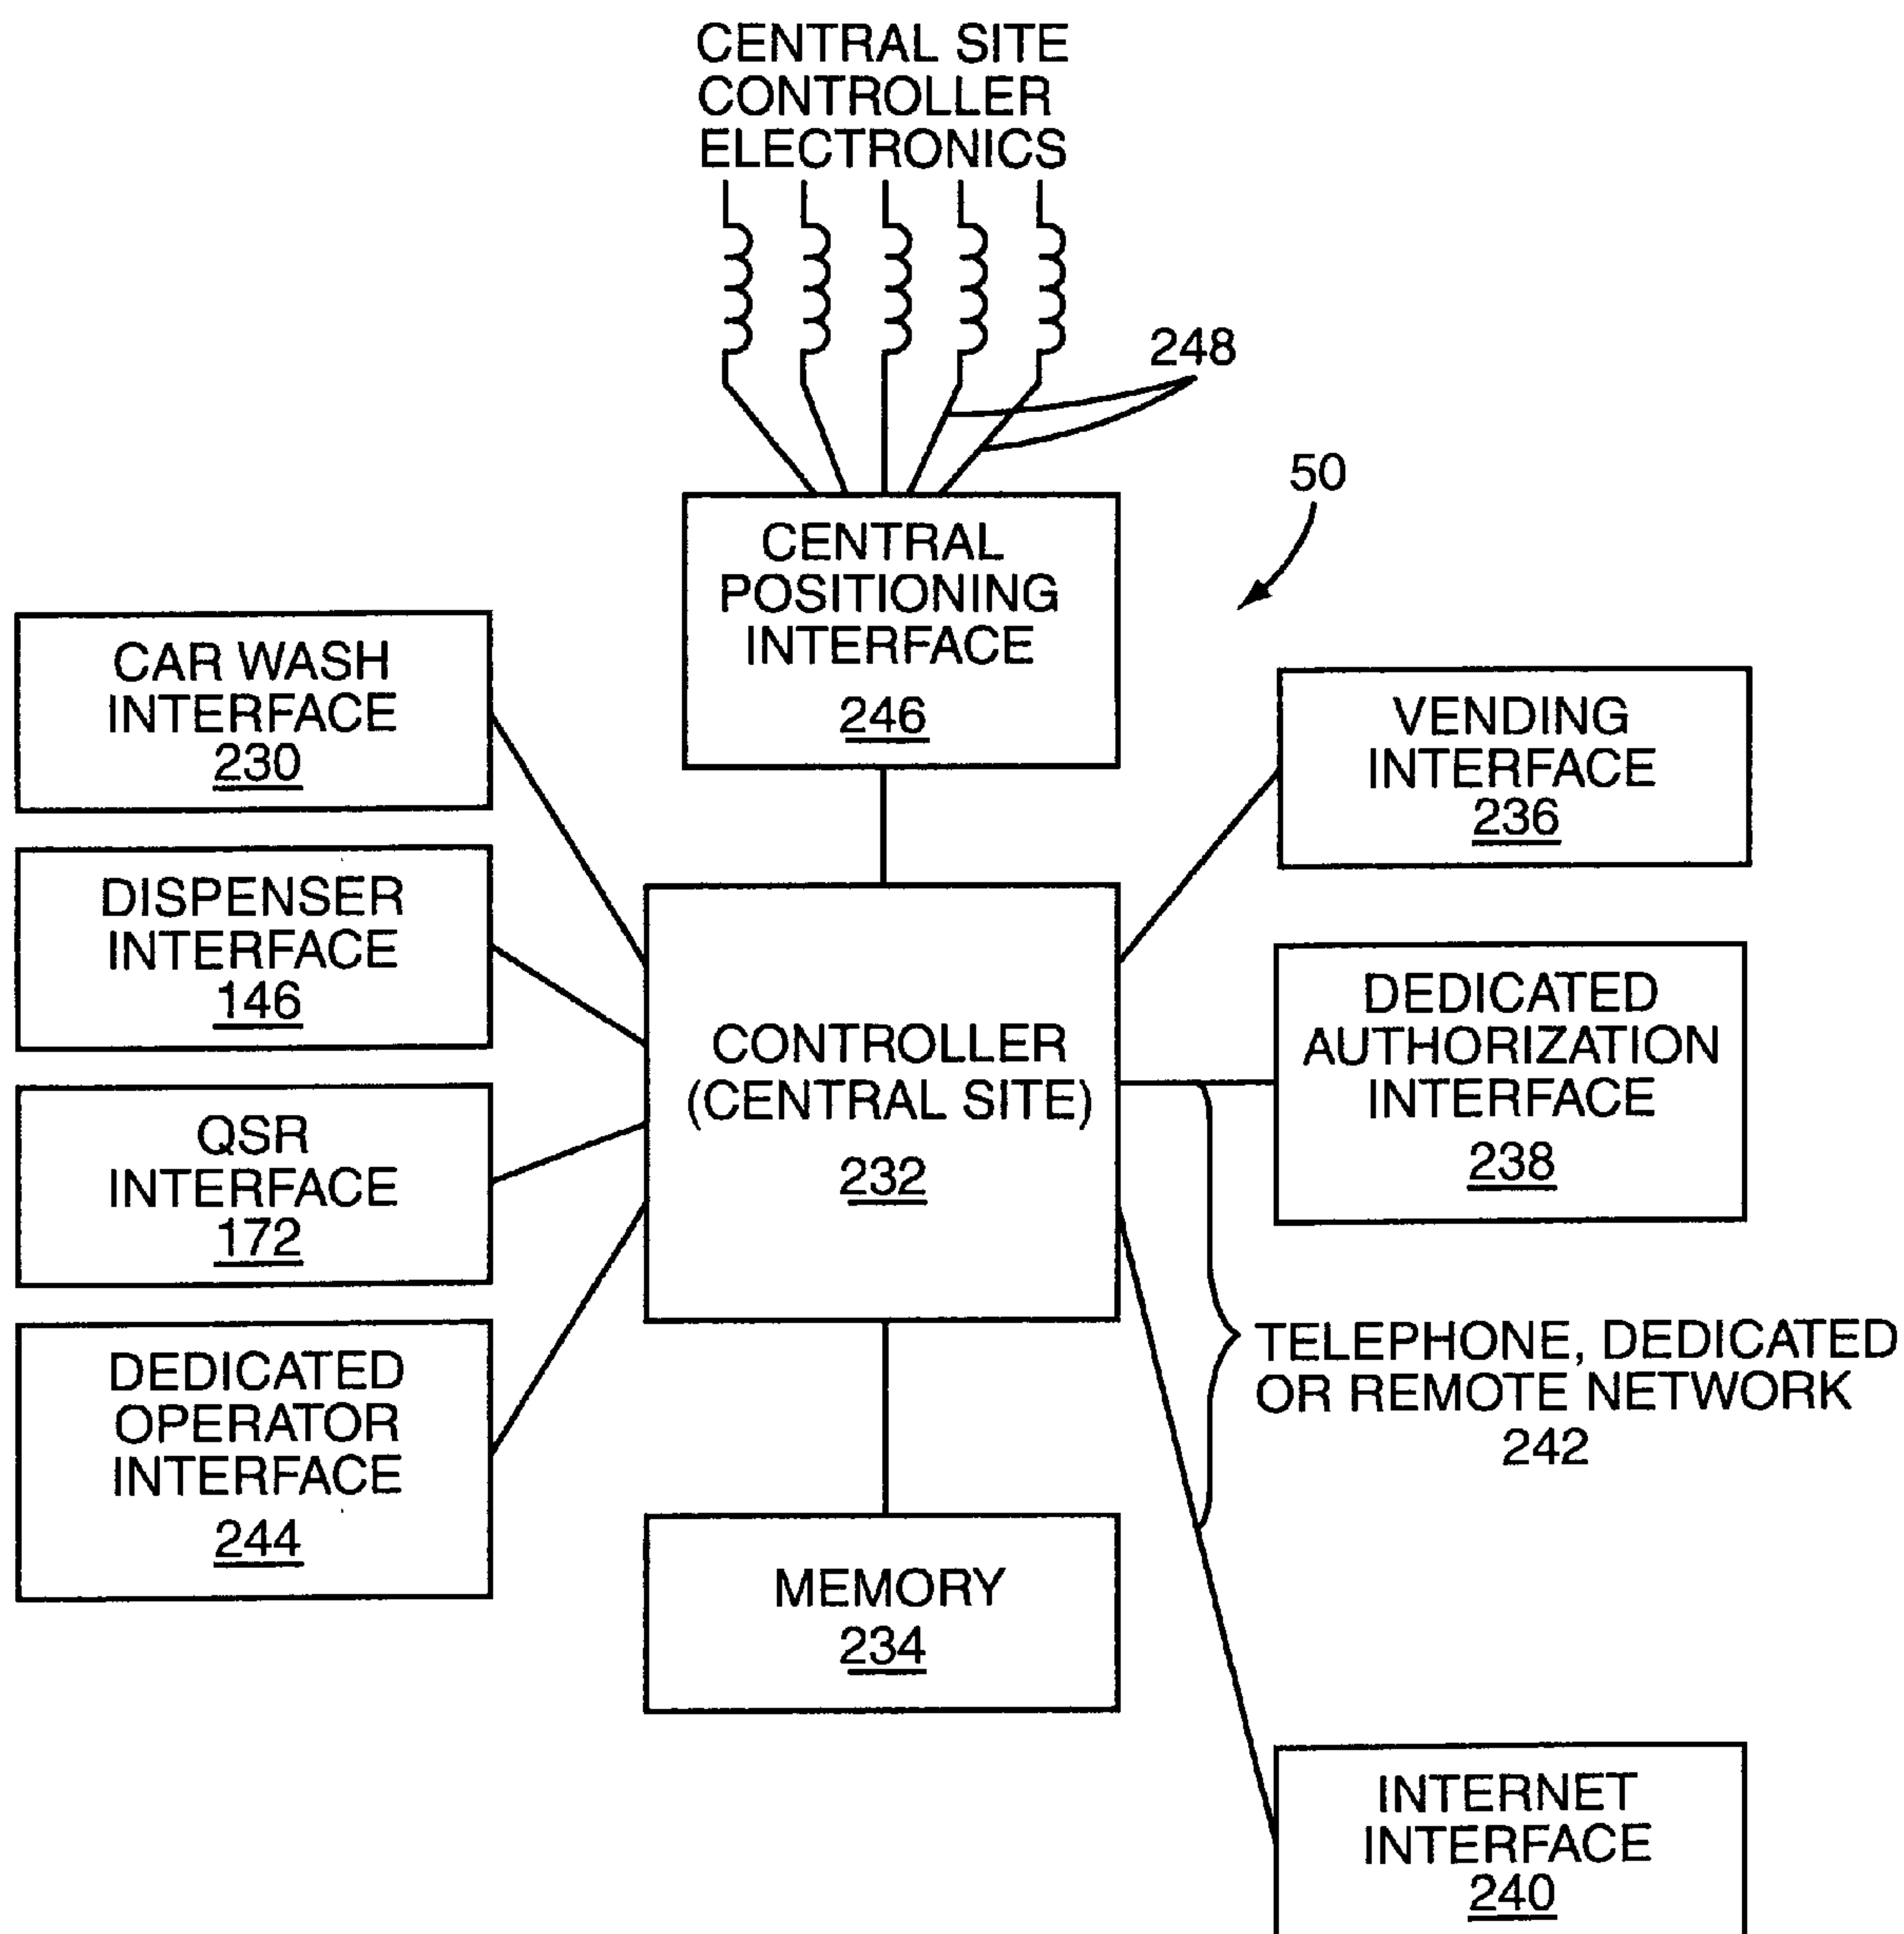 CENTRAL SITE
CONTROLLER
ELECTRONICS
248
50
CENTRAL
POSITIONING
INTERFACE
246
CAR WASH
INTERFACE
230
VENDING
INTERFACE
236
DISPENSER
INTERFACE
146
DEDICATED
AUTHORIZATION
INTERFACE
238
CONTROLLER
(CENTRAL SITE)
232
QSR
INTERFACE
172
TELEPHONE, DEDICATED
OR REMOTE NETWORK
242
DEDICATED
OPERATOR
INTERFACE
244
MEMORY
234
INTERNET
INTERFACE
240